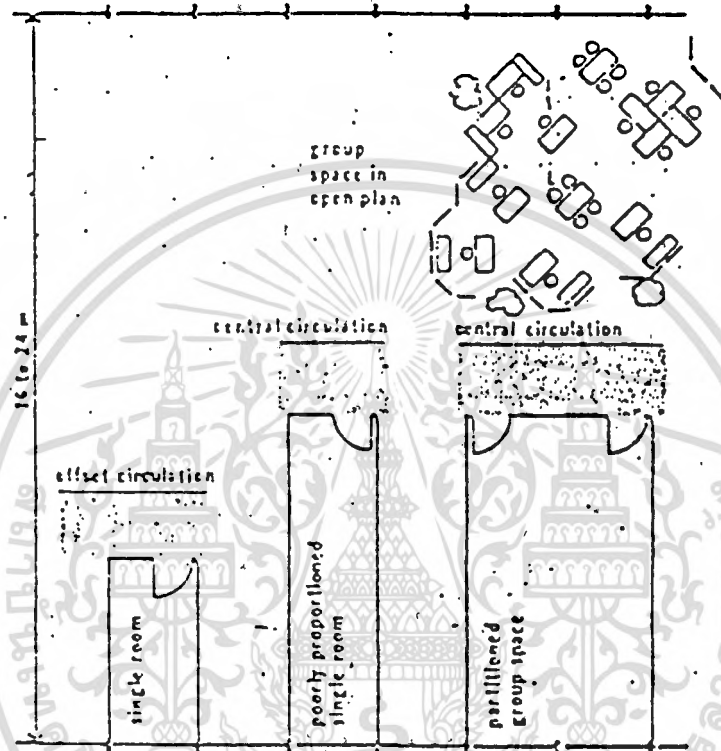 group
space in
open plan
16 to 24 m
central circulation
central circulation
offset circulation
single room
poorly proportioned
single room
partitioned
group space